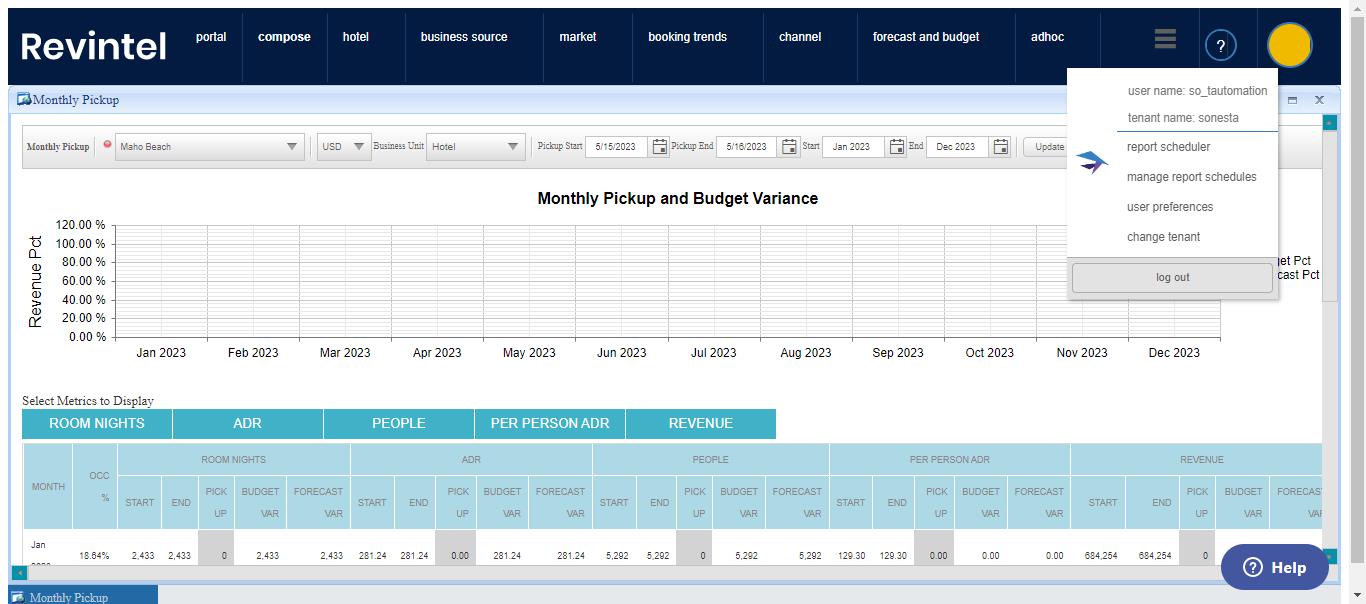 Revintel
portal compose hotel business source market booking trends channel forecast and budget adhoc ?
Monthly Pickup
user name: so_tautomation
tenant name: sonesta
report scheduler
manage report schedules
user preferences
change tenant
log out
Monthly Pickup Maho Beach USD Business Unit Hotel Pickup Start 5/15/2023 Pickup End 5/16/2023 Start Jan 2023 End Dec 2023 Update
Monthly Pickup and Budget Variance
Revenue Pct
120.00 %
100.00 %
80.00 %
60.00 %
40.00 %
20.00 %
0.00 %
Jan 2023 Feb 2023 Mar 2023 Apr 2023 May 2023 Jun 2023 Jul 2023 Aug 2023 Sep 2023 Oct 2023 Nov 2023 Dec 2023
et Pct
cast Pct
Select Metrics to Display
ROOM NIGHTS ADR PEOPLE PER PERSON ADR REVENUE
MONTH OCC % ROOM NIGHTS ADR PEOPLE PER PERSON ADR REVENUE
START END PICK UP BUDGET VAR FORECAST VAR START END PICK UP BUDGET VAR FORECAST VAR START END PICK UP BUDGET VAR FORECAST VAR START END PICK UP BUDGET VAR FORECAST VAR START END PICK UP BUDGET VAR FORECAS VA
Jan 18.64% 2,433 2,433 0 2,433 2,433 281.24 281.24 0.00 281.24 281.24 5,292 5,292 0 5,292 5,292 129.30 129.30 0.00 0.00 0.00 684,254 684,254 0
? Help
Monthly Pickup